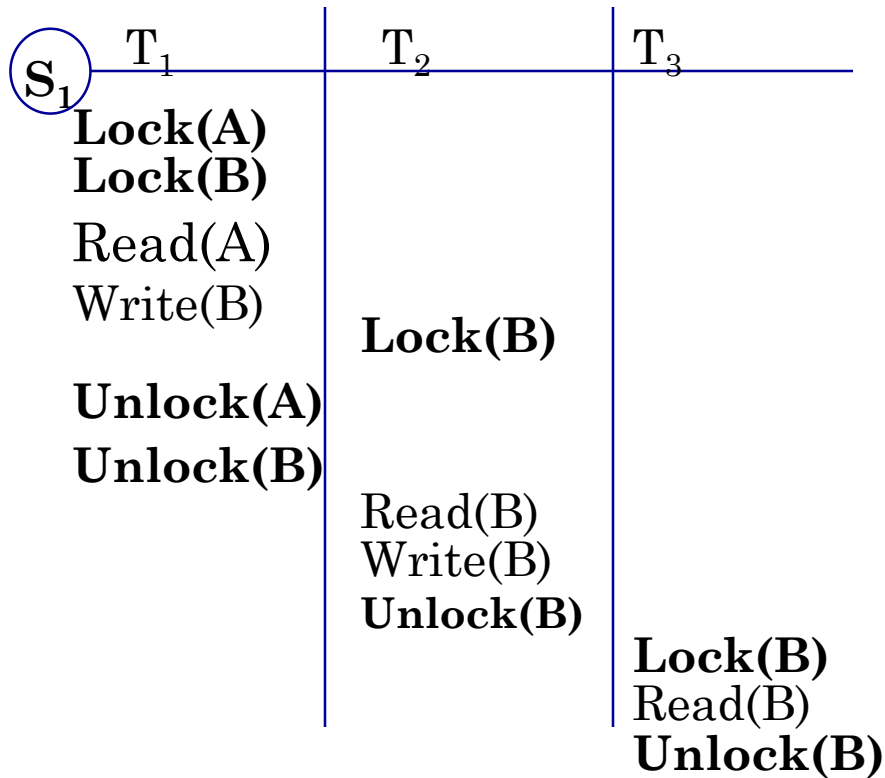 S₁ T₁ T₂ T₃
Lock(A)
Lock(B)
Read(A)
Write(B)
Lock(B)
Unlock(A)
Unlock(B)
Read(B)
Write(B)
Unlock(B)
Lock(B)
Read(B)
Unlock(B)